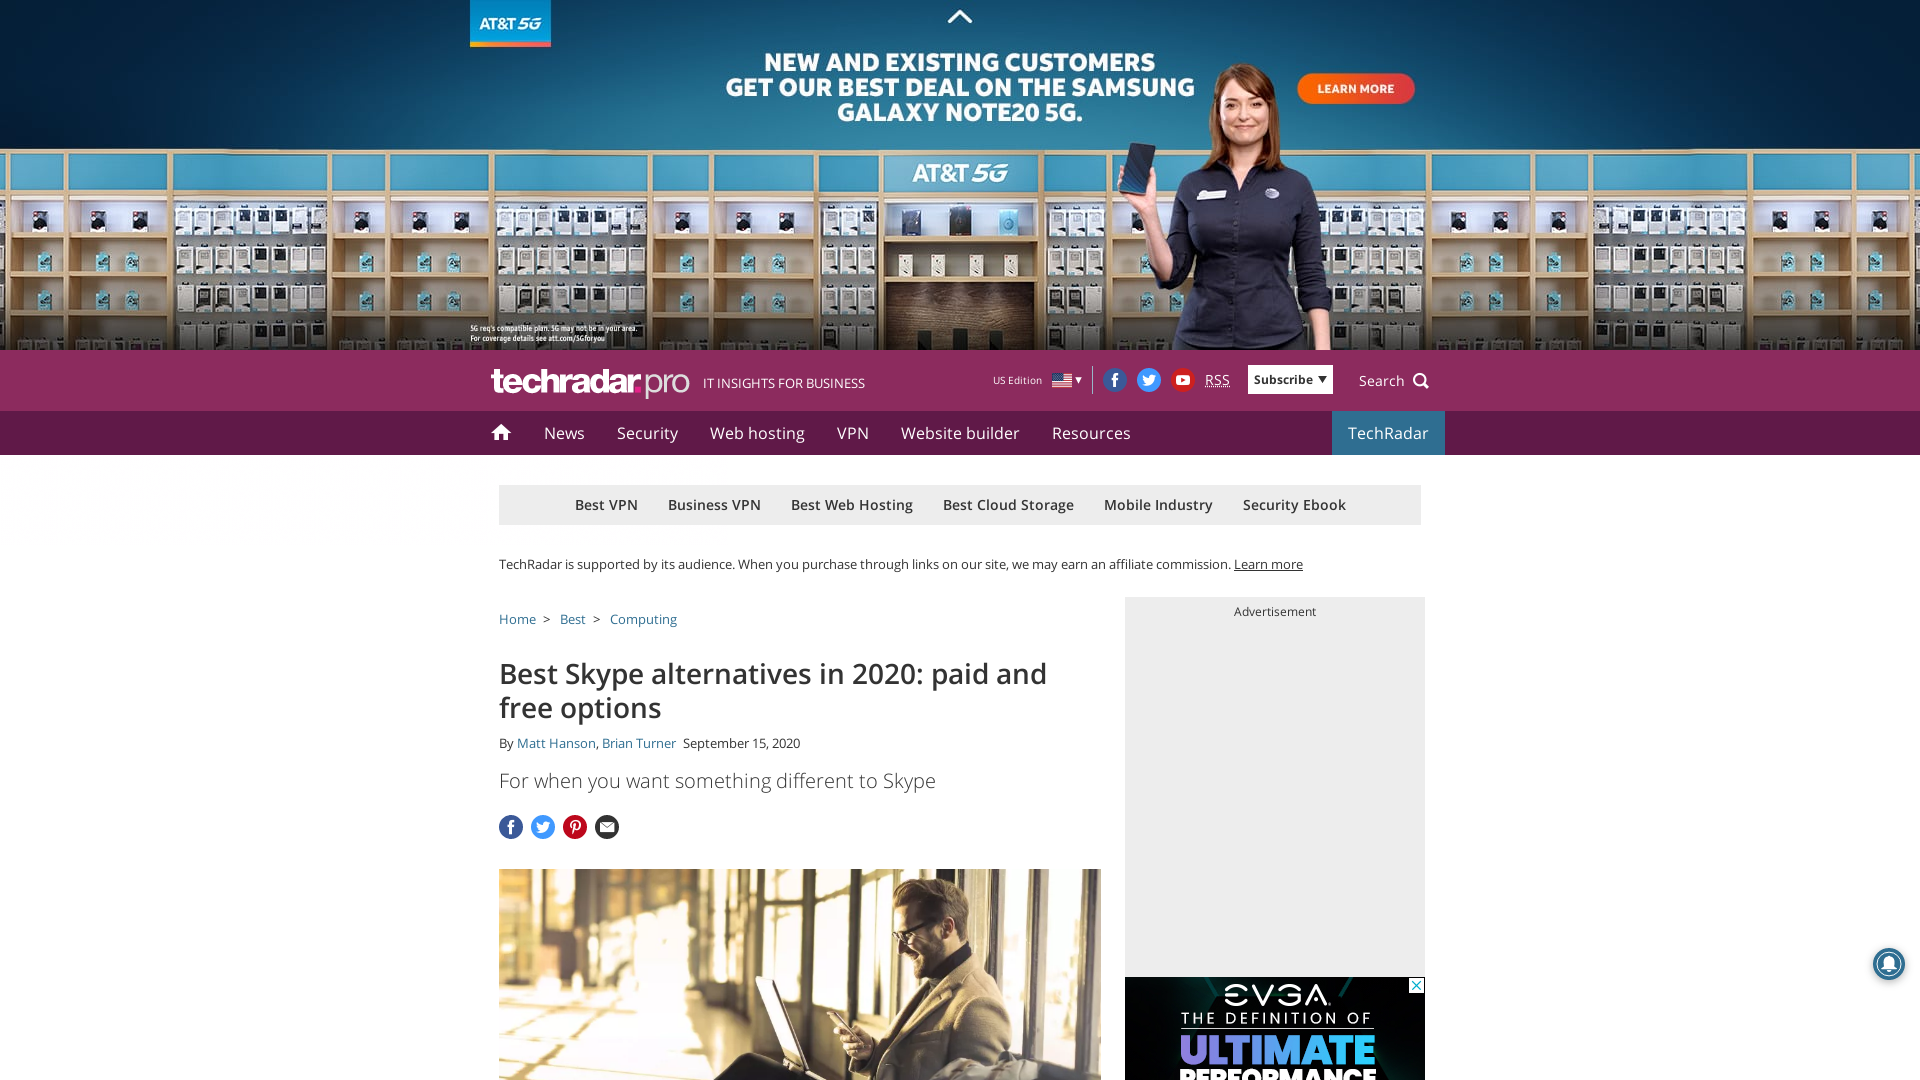 AT&T 5G
NEW AND EXISTING CUSTOMERS
GET OUR BEST DEAL ON THE SAMSUNG
GALAXY NOTE20 5G.
LEARN MORE
AT&T 5G
5G req's compatible plan. 5G may not be in your area.
For coverage details see att.com/5Gforyou
techradar.pro IT INSIGHTS FOR BUSINESS
US Edition
RSS
Subscribe
Search
News Security Web hosting VPN Website builder Resources TechRadar
Best VPN Business VPN Best Web Hosting Best Cloud Storage Mobile Industry Security Ebook
TechRadar is supported by its audience. When you purchase through links on our site, we may earn an affiliate commission. Learn more
Home > Best > Computing
Best Skype alternatives in 2020: paid and
free options
By Matt Hanson, Brian Turner September 15, 2020
For when you want something different to Skype
Advertisement
EVGA
THE DEFINITION OF
ULTIMATE
PERFORMANCE